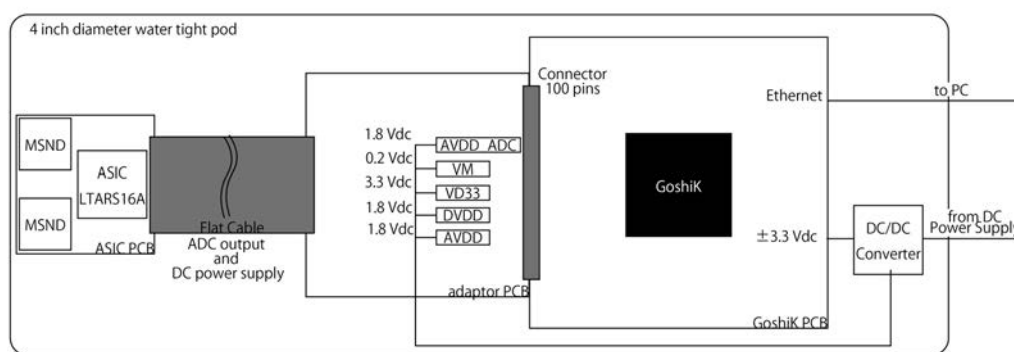 4 inch diameter water tight pod
MSND
ASIC
LTARS16A
MSND
ASIC PCB
Flat Cable
ADC output
and
DC power supply
1.8 Vdc
AVDD_ADC
0.2 Vdc
VM
3.3 Vdc
VD33
1.8 Vdc
DVDD
1.8 Vdc
AVDD
adaptor PCB
Connector
100 pins
GoshiK
Ethernet
to PC
±3.3 Vdc
DC/DC
Converter
from DC
Power Supply
GoshiK PCB